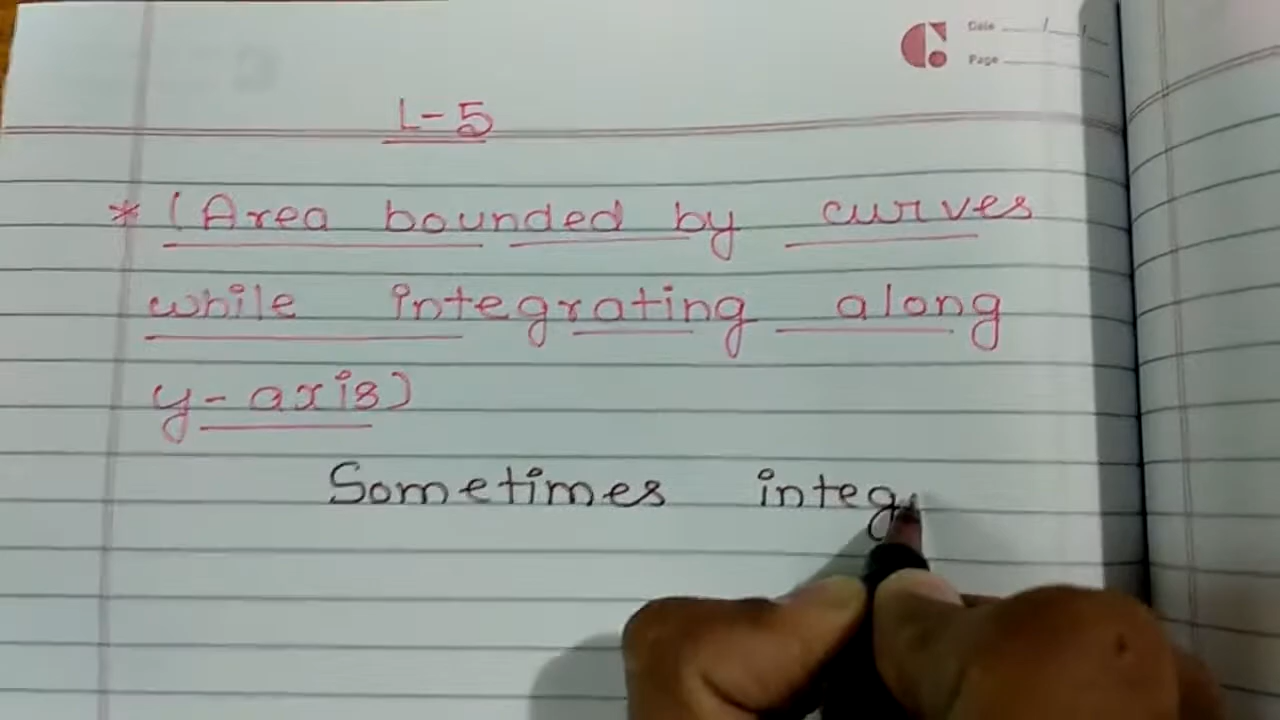 Date
Page
L-5
* (Area bounded by curves
while integrating along
y-axis)
Sometimes integ